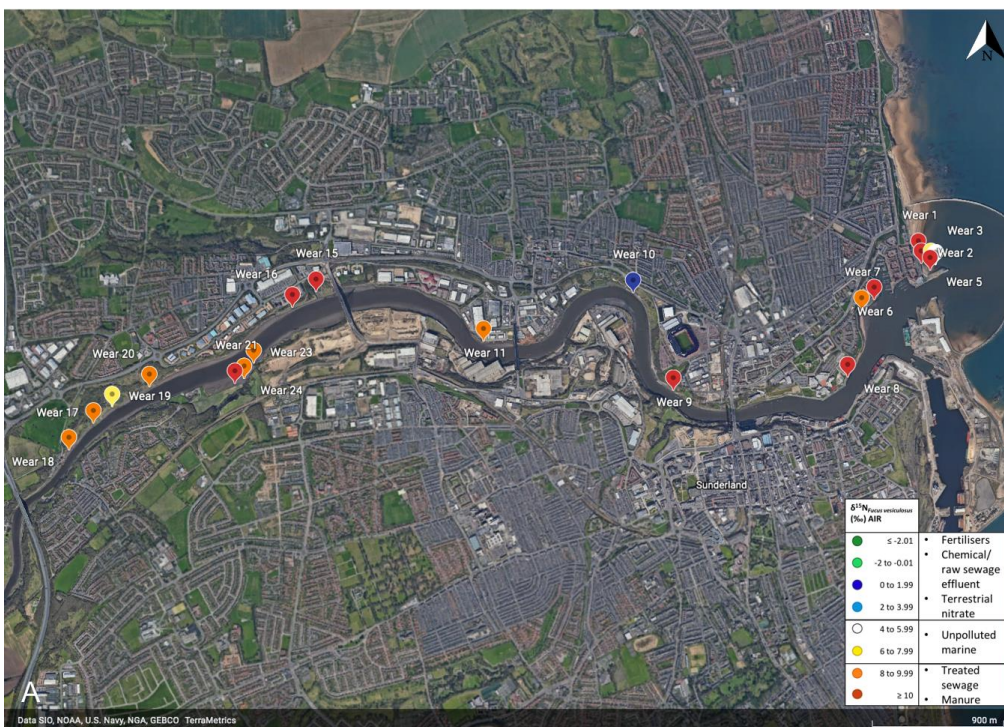 N
Wear 1
Wear 3
Wear 2
Wear 5
Wear 7
Wear 6
Wear 10
Wear 15
Wear 16
Wear 11
Wear 21
Wear 23
Wear 20
Wear 19
Wear 24
Wear 17
Wear 18
Wear 9
Wear 8
Sunderland
δ¹⁵N Fucus vesiculosus
(‰) AIR
≤ -2.01
-2 to -0.01
0 to 1.99
2 to 3.99
• Fertilisers
• Chemical/
raw sewage
effluent
• Terrestrial
nitrate
4 to 5.99
6 to 7.99
• Unpolluted
marine
8 to 9.99
≥ 10
• Treated
sewage
• Manure
A
Data SIO, NOAA, U.S. Navy, NGA, GEBCO TerraMetrics
900 m